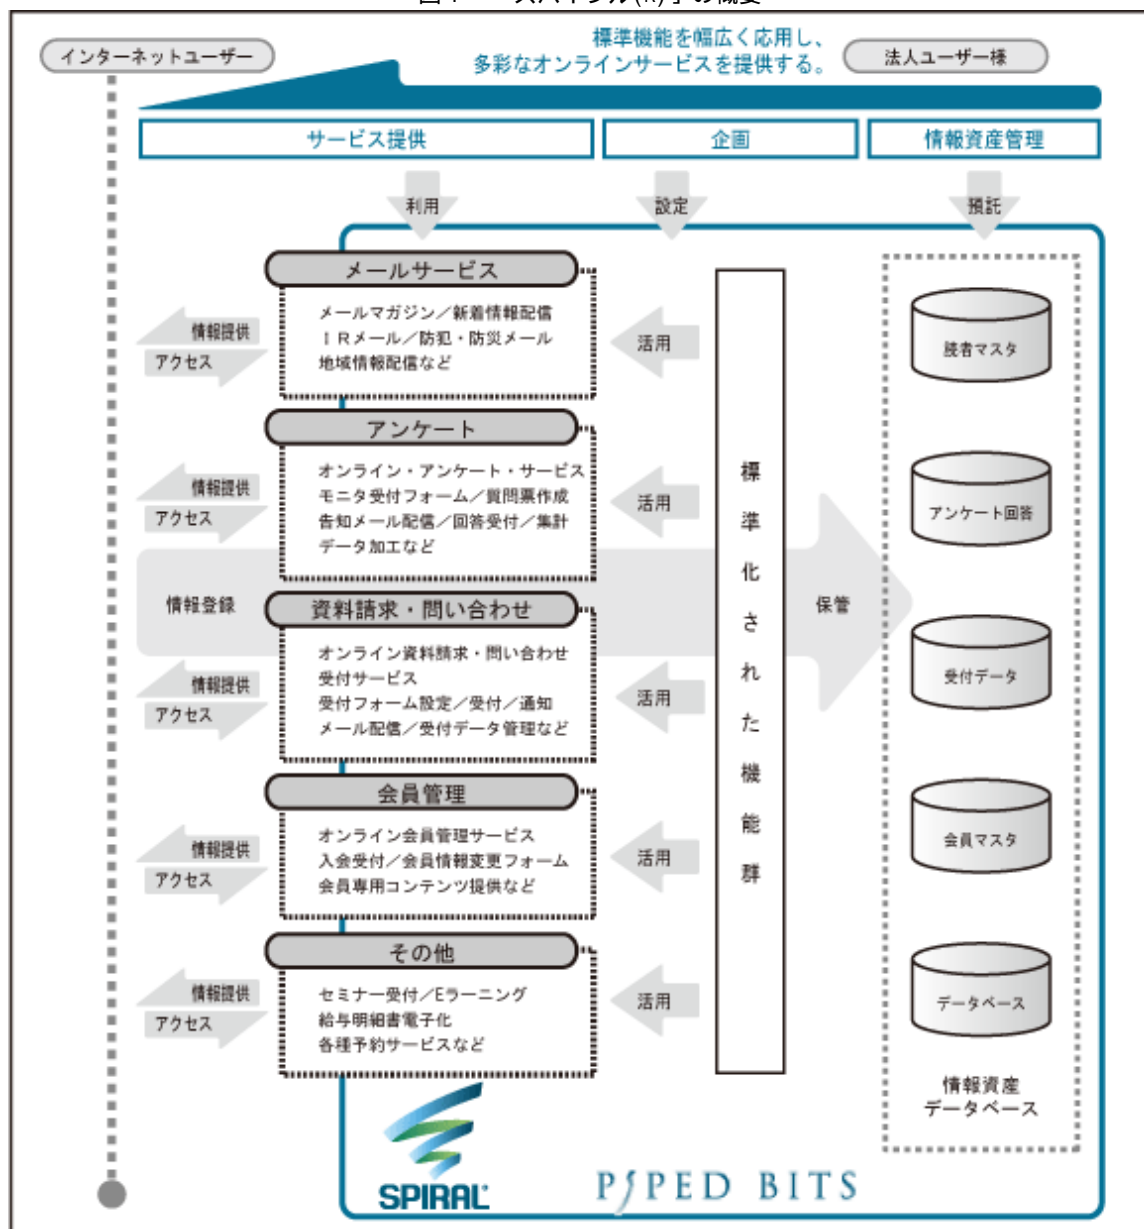 インターネットユーザー
標準機能を幅広く応用し、
多彩なオンラインサービスを提供する。
法人ユーザー様
サービス提供
企画
情報資産管理
利用
設定
預託
メールサービス
メールマガジン／新着情報配信
ＩＲメール／防犯・防災メール
地域情報配信など
情報提供
アクセス
活用
読者マスタ
アンケート
オンライン・アンケート・サービス
モニタ受付フォーム／質問票作成
告知メール配信／回答受付／集計
データ加工など
情報提供
アクセス
活用
アンケート回答
標準化された機能群
情報登録
保管
資料請求・問い合わせ
オンライン資料請求・問い合わせ
受付サービス
受付フォーム設定／受付／通知
メール配信／受付データ管理など
情報提供
アクセス
活用
受付データ
会員管理
オンライン会員管理サービス
入会受付／会員情報変更フォーム
会員専用コンテンツ提供など
情報提供
アクセス
活用
会員マスタ
その他
セミナー受付／Eラーニング
給与明細書電子化
各種予約サービスなど
情報提供
アクセス
活用
データベース
情報資産
データベース
SPIRAL®
PIPED BITS